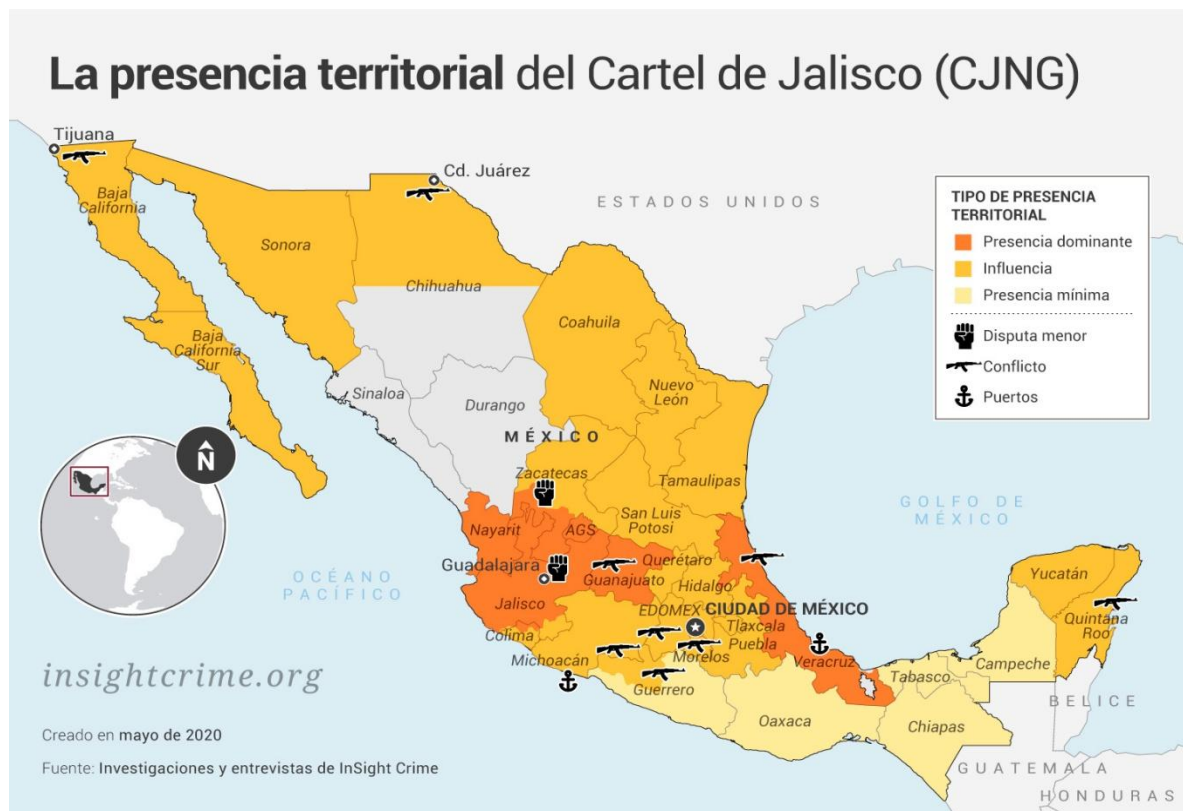 La presencia territorial del Cartel de Jalisco (CJNG)
Tijuana
Cd. Juárez
ESTADOS UNIDOS
Baja
California
Sonora
Chihuahua
Coahuila
Baja
California
Sur
Nuevo
León
Sinaloa
Durango
MÉXICO
Zacatecas
Tamaulipas
San Luis
Potosi
Nayarit
AGS
Guadalajara
Guanajuato
Querétaro
Hidalgo
Jalisco
EDOMEX
CIUDAD DE MÉXICO
Tlaxcala
Colima
Puebla
Michoacán
Morelos
Veracruz
Guerrero
Oaxaca
Tabasco
Campeche
Chiapas
Yucatán
Quintana
Roo
BELICE
GUATEMALA
HONDURAS
GOLFO DE
MÉXICO
OCÉANO
PACÍFICO
TIPO DE PRESENCIA
TERRITORIAL
Presencia dominante
Influencia
Presencia mínima
Disputa menor
Conflicto
Puertos
N
insightcrime.org
Creado en mayo de 2020
Fuente: Investigaciones y entrevistas de InSight Crime